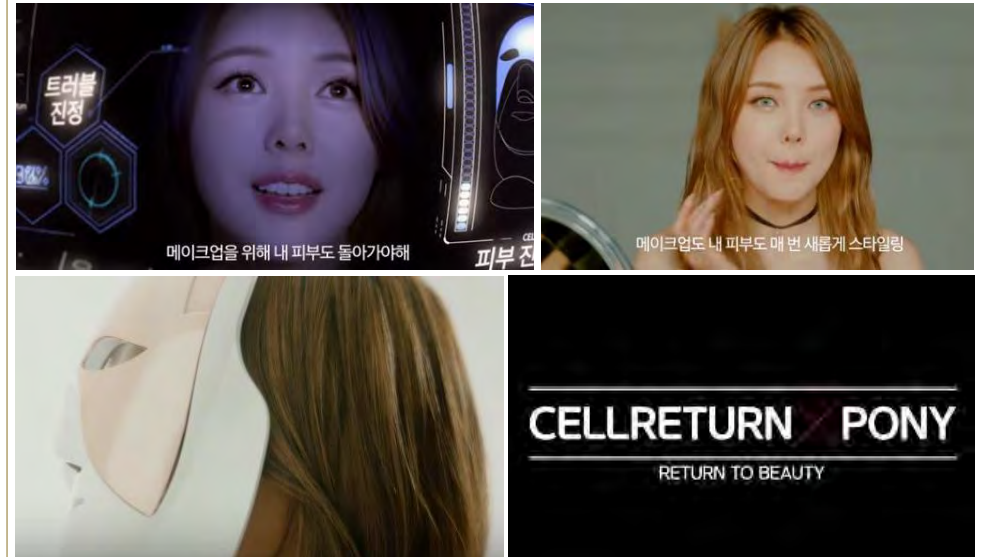 트러블
진정
30%
메이크업을 위해 내 피부도 돌아가야해
피부 진
메이크업도 내 피부도 매 번 새롭게 스타일링
CELLRETURN X PONY
RETURN TO BEAUTY